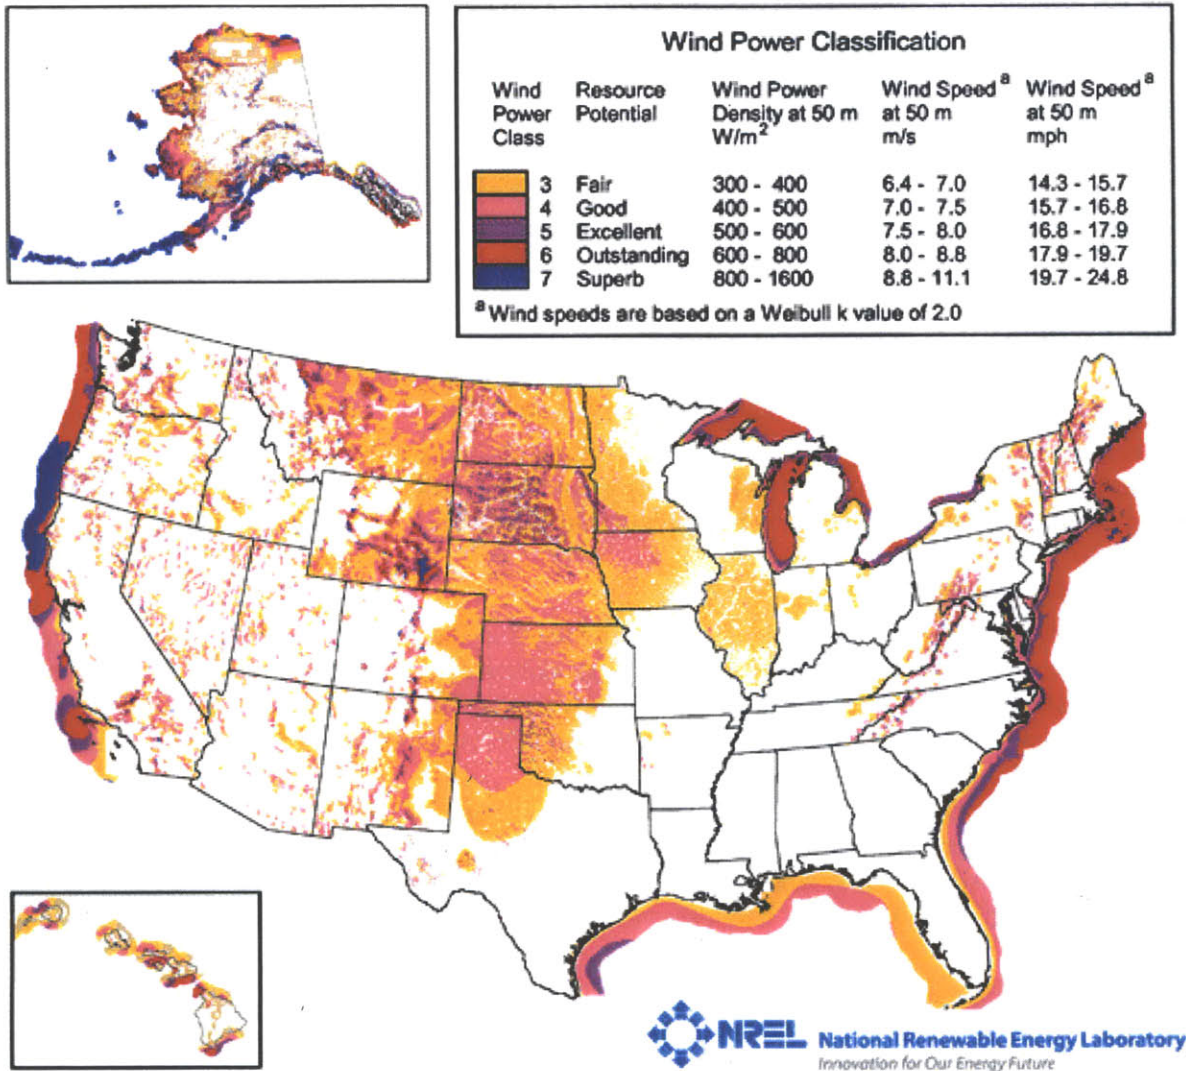 Wind Power Classification
Wind Power Class Resource Potential Wind Power Density at 50 m W/m² Wind Speed ᵃ at 50 m m/s Wind Speed ᵃ at 50 m mph
3 Fair 300 - 400 6.4 - 7.0 14.3 - 15.7
4 Good 400 - 500 7.0 - 7.5 15.7 - 16.8
5 Excellent 500 - 600 7.5 - 8.0 16.8 - 17.9
6 Outstanding 600 - 800 8.0 - 8.8 17.9 - 19.7
7 Superb 800 - 1600 8.8 - 11.1 19.7 - 24.8
ᵃ Wind speeds are based on a Weibull k value of 2.0
NREL National Renewable Energy Laboratory
Innovation for Our Energy Future